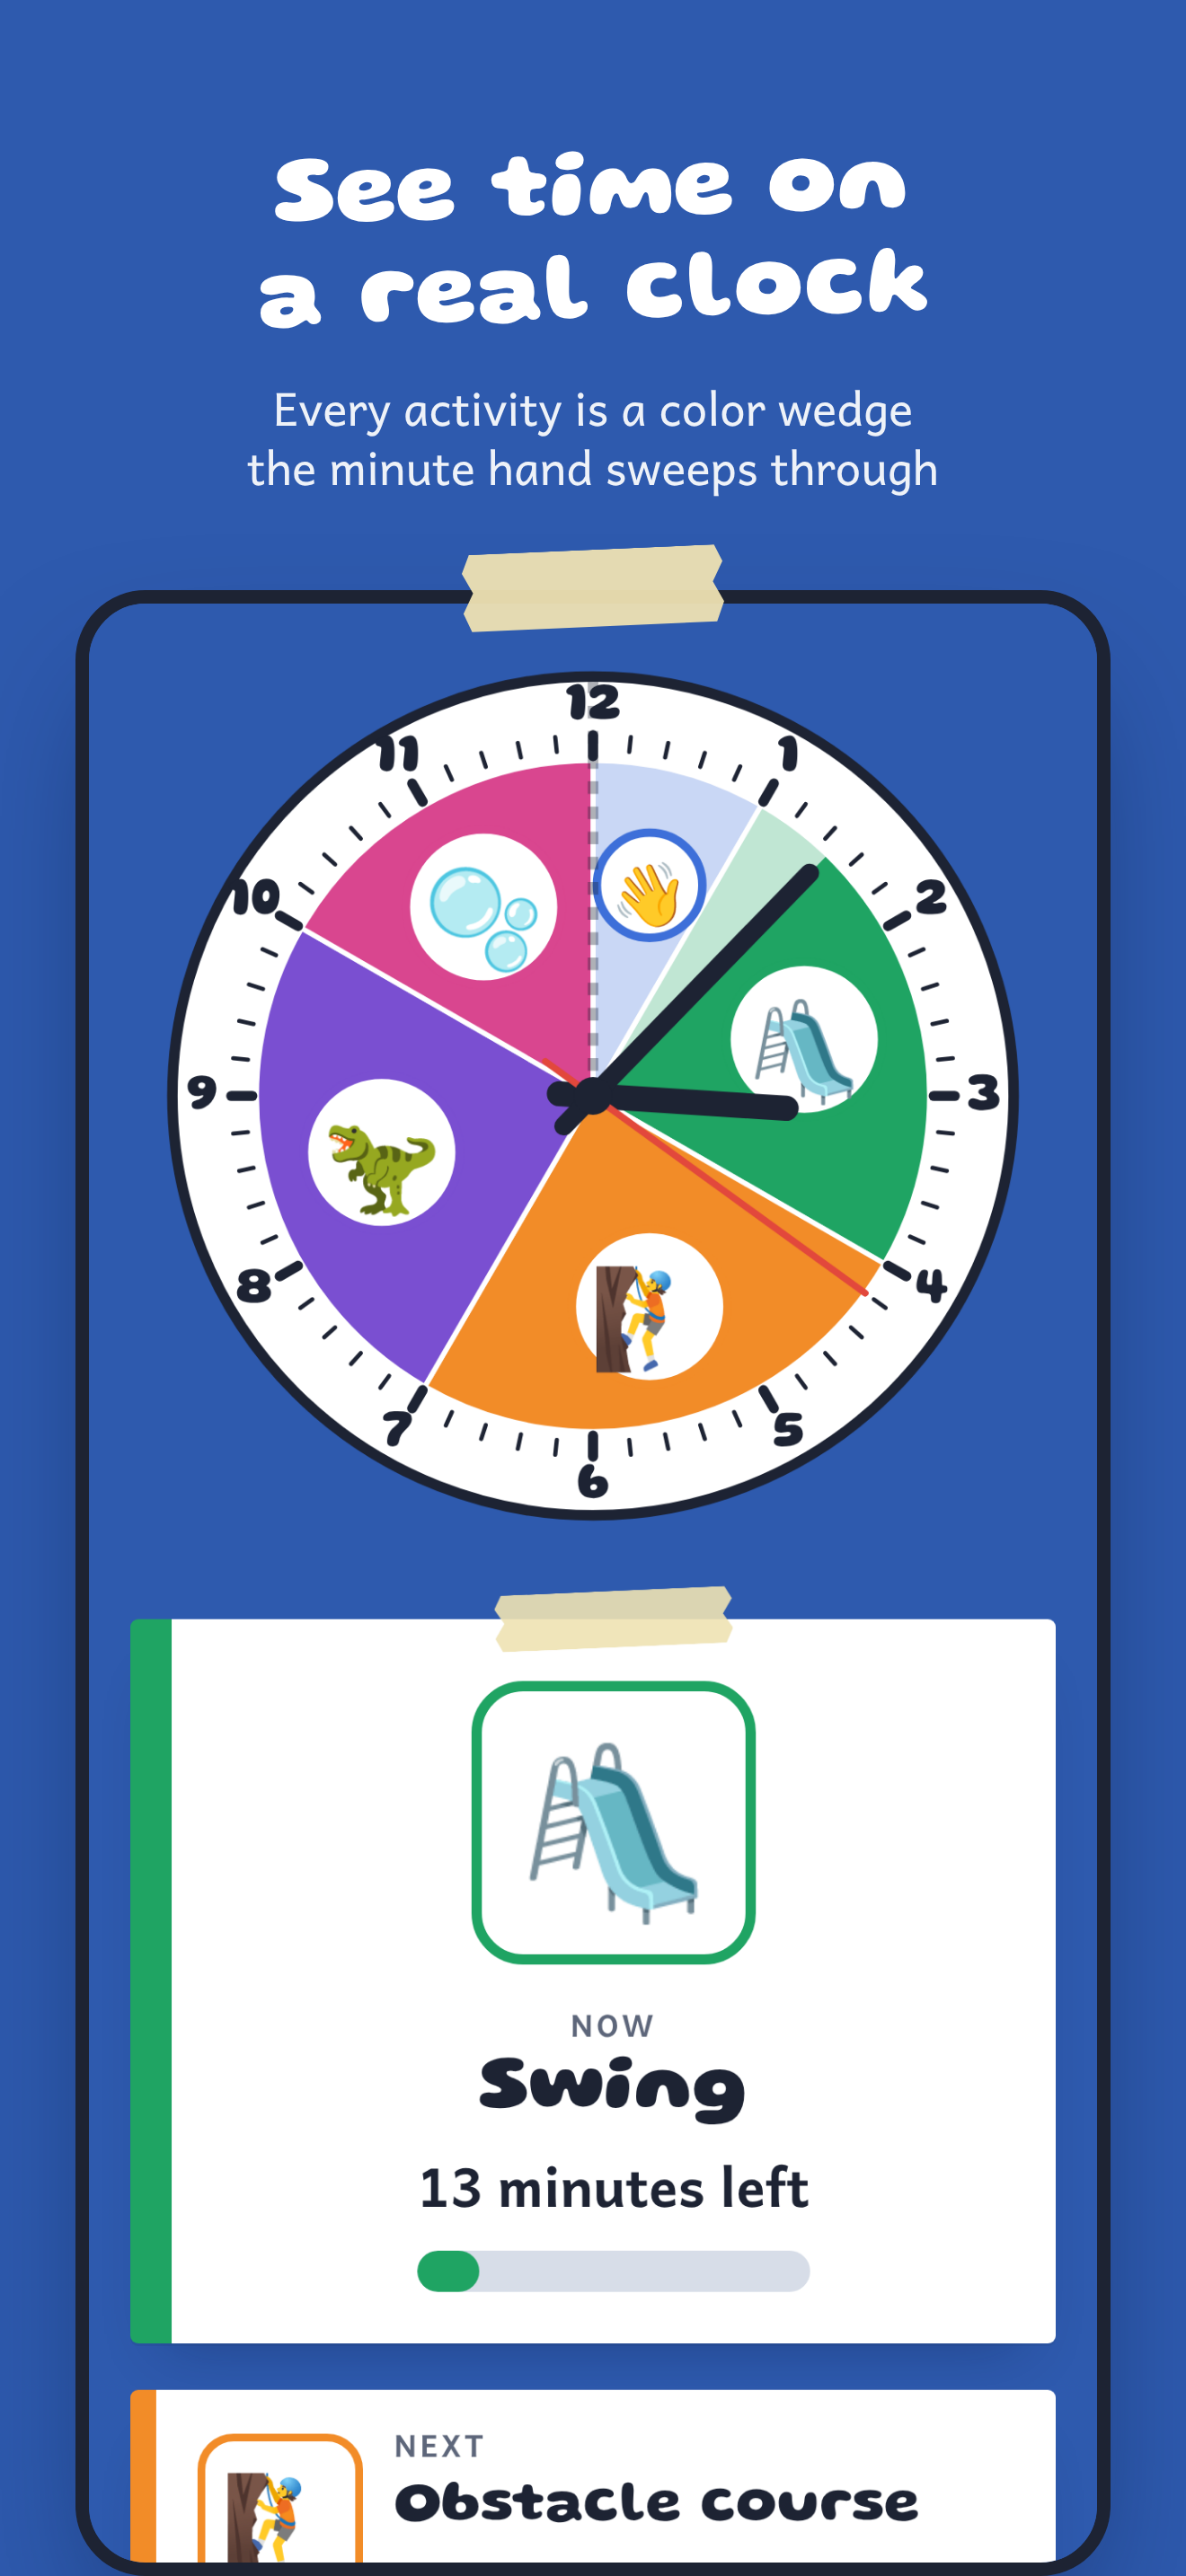 See time on
a real clock
Every activity is a color wedge
the minute hand sweeps through
12
1
2
3
4
5
6
7
8
9
10
11
NOW
Swing
13 minutes left
NEXT
Obstacle course